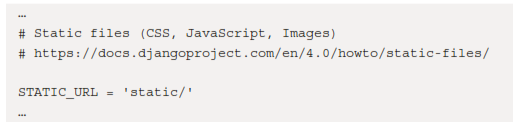 …
# Static files (CSS, JavaScript, Images)
# https://docs.djangoproject.com/en/4.0/howto/static-files/
STATIC_URL = 'static/'
…